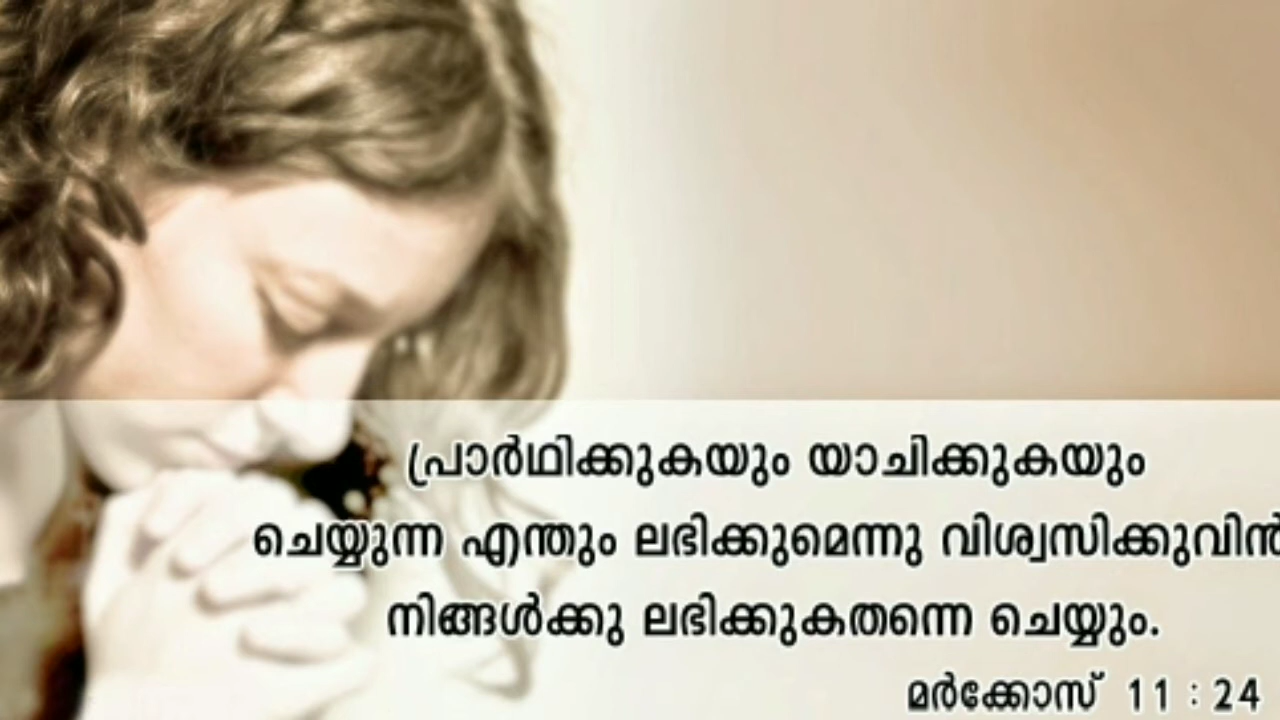 പ്രാർഥിക്കുകയും യാചിക്കുകയും
ചെയ്യുന്ന എന്തും ലഭിക്കുമെന്നു വിശ്വസിക്കുവിൻ
നിങ്ങൾക്കു ലഭിക്കുകതന്നെ ചെയ്യും.
മർക്കോസ് 11 : 24